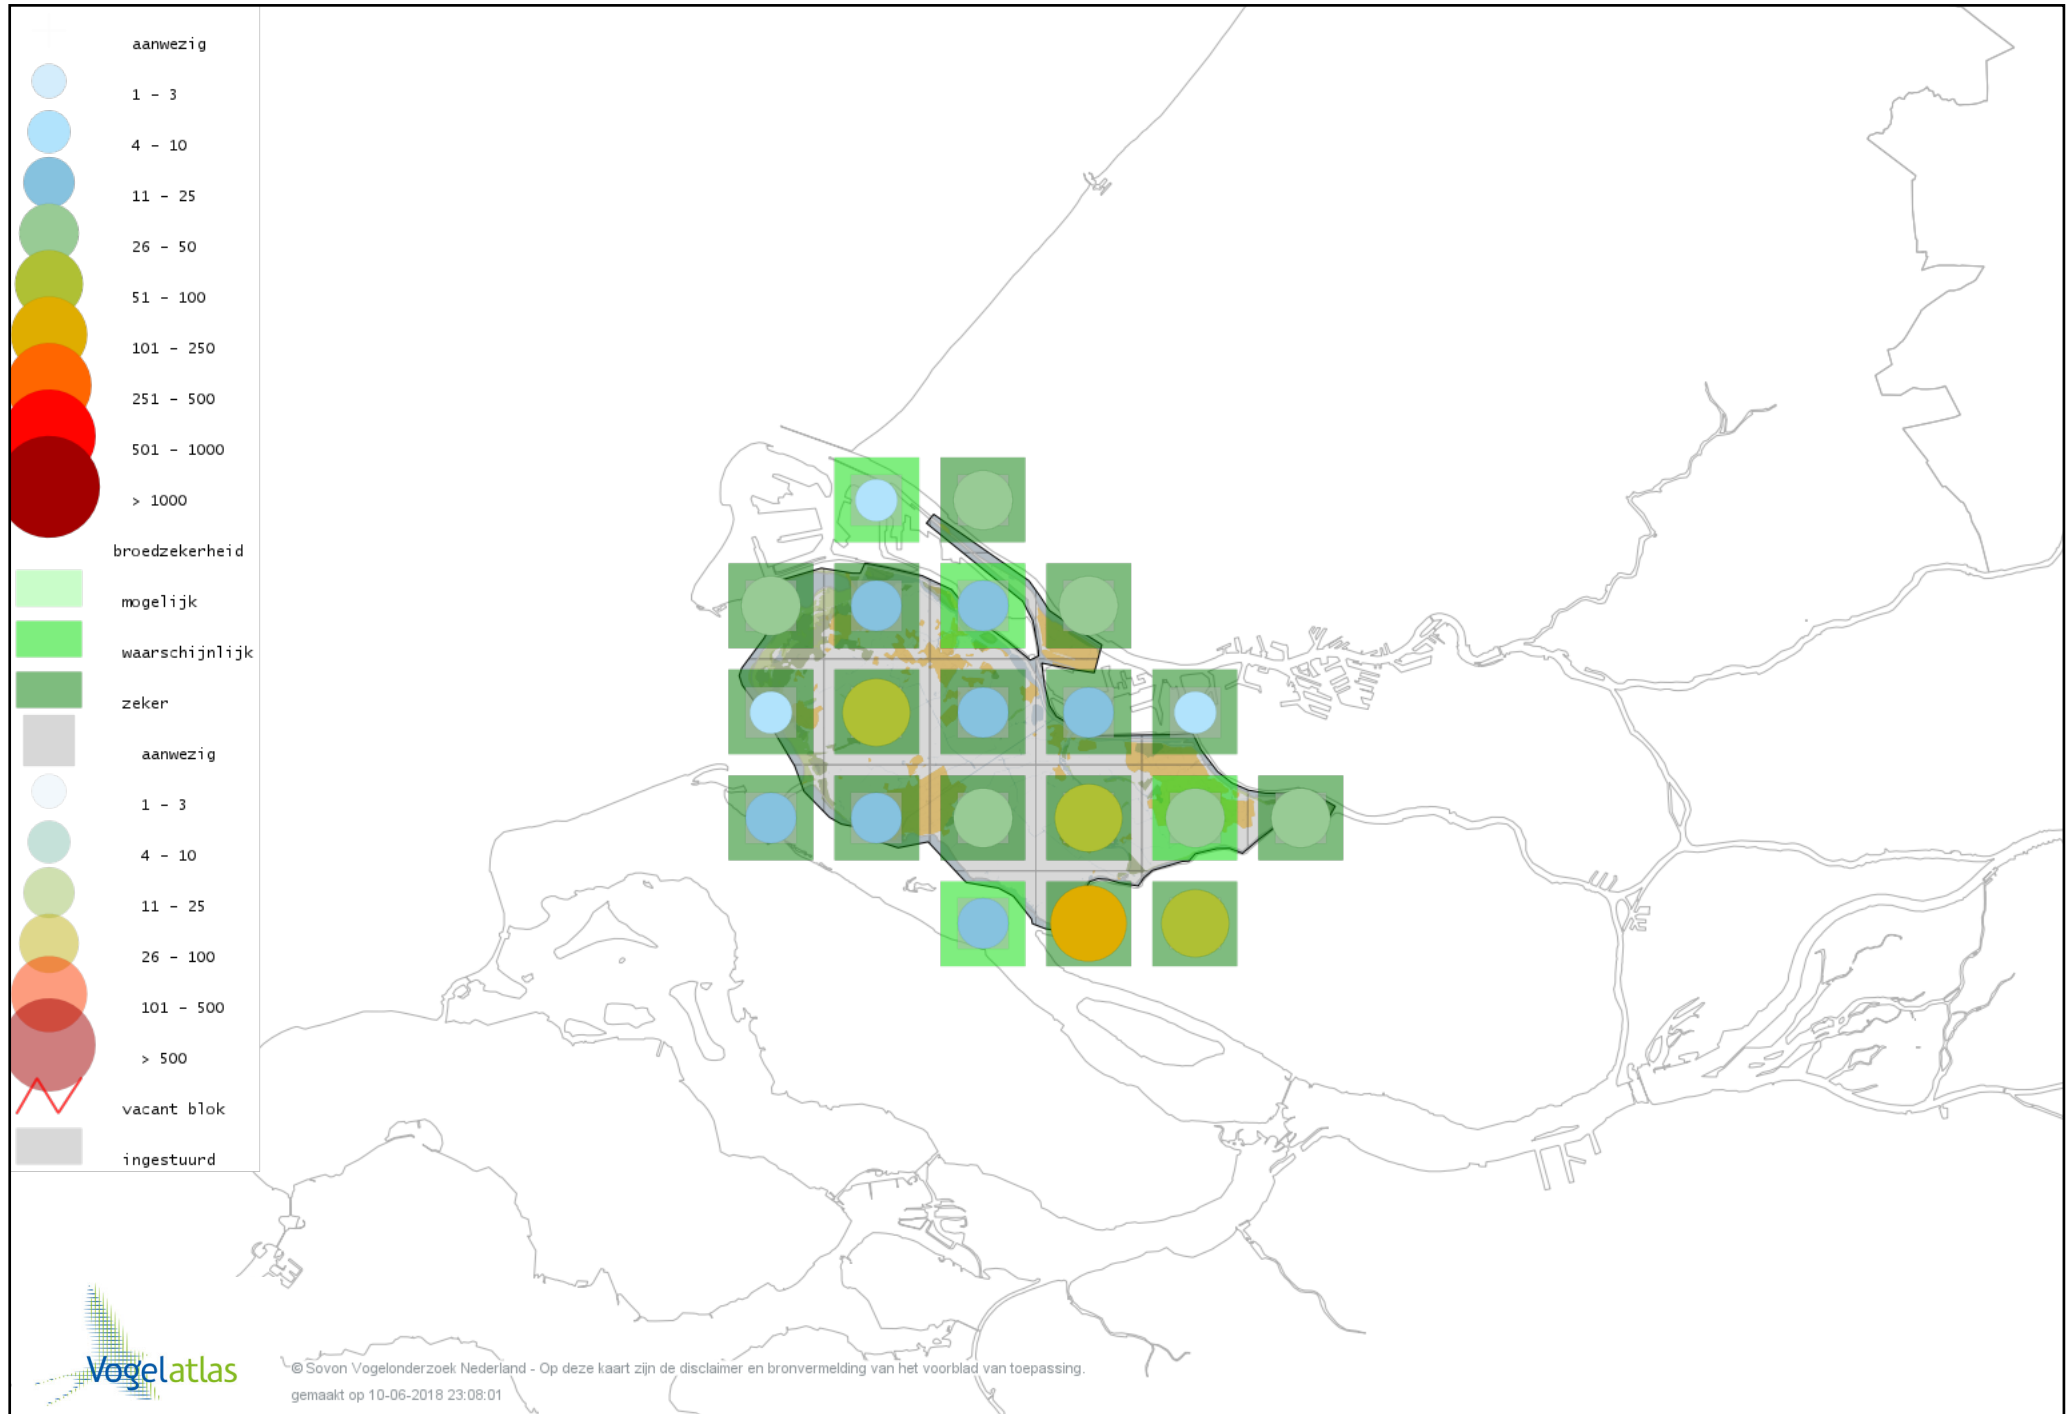 aanwezig
1 - 3
4 - 10
11 - 25
26 - 50
51 - 100
101 - 250
251 - 500
501 - 1000
> 1000
broedzekerheid
mogelijk
waarschijnlijk
zeker
aanwezig
1 - 3
4 - 10
11 - 25
26 - 100
101 - 500
> 500
vacant blok
ingestuurd
Vogelatlas
© Sovon Vogelonderzoek Nederland - Op deze kaart zijn de disclaimer en bronvermelding van het voorblad van toepassing.
gemaakt op 10-06-2018 23:08:01